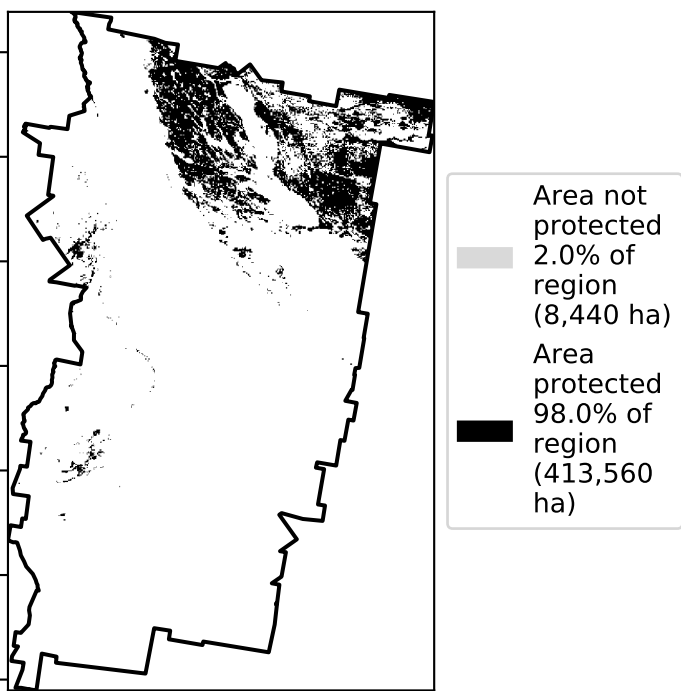 Area not
protected
2.0% of
region
(8,440 ha)
Area
protected
98.0% of
region
(413,560
ha)